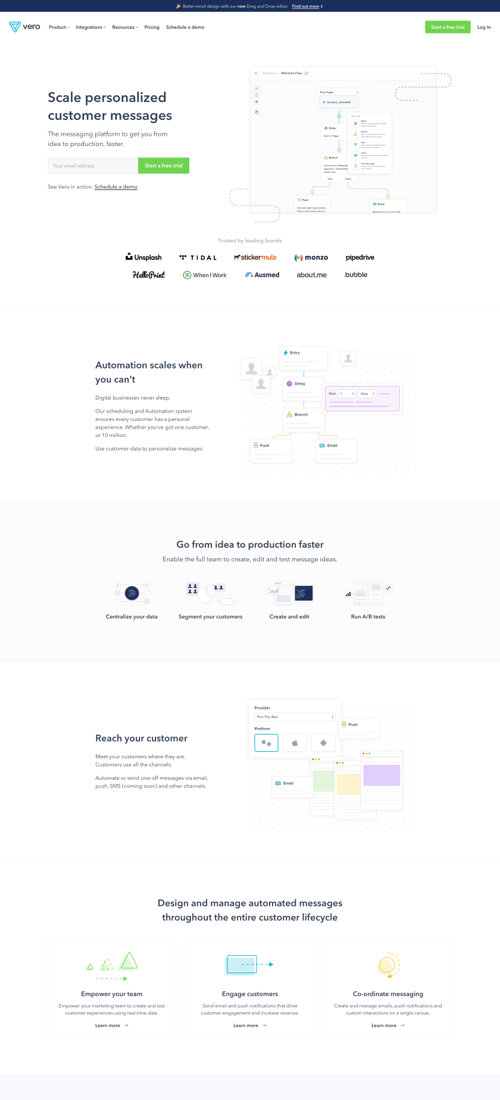 Better email design with our new Drag and Drop editor. Find out more
vero
Product
Integrations
Resources
Pricing
Schedule a demo
Start a free trial
Log In
Scale personalized
customer messages
The messaging platform to get you from
idea to production, faster.
Your email address
Start a free trial
See Vero in action: Schedule a demo
Welcome Flow
Delay
Branch
Push
Email
Trusted by leading brands
Unsplash
TIDAL
stickermule
monzo
pipedrive
HelloPrint
When I Work
Ausmed
about.me
.bubble
Automation scales when
you can't
Digital businesses never sleep.
Our scheduling and Automation system
ensures every customer has a personal
experience. Whether you've got one customer,
or 10 million.
Use customer data to personalize messages.
Entry
Delay
Wait 1 days
Branch
Push
Email
Go from idea to production faster
Enable the full team to create, edit and test message ideas.
Centralize your data
Segment your customers
Create and edit
Run A/B tests
Reach your customer
Meet your customers where they are.
Customers use all the channels.
Automate or send one-off messages via email,
push, SMS (coming soon) and other channels.
Provider
Platform
Push
Email
Design and manage automated messages
throughout the entire customer lifecycle
Empower your team
Empower your marketing team to create and test
customer experiences using real-time data.
Learn more
Engage customers
Send email and push notifications that drive
customer engagement and increase revenue.
Learn more
Co-ordinate messaging
Create and manage emails, push notifications and
custom interactions on a single canvas.
Learn more